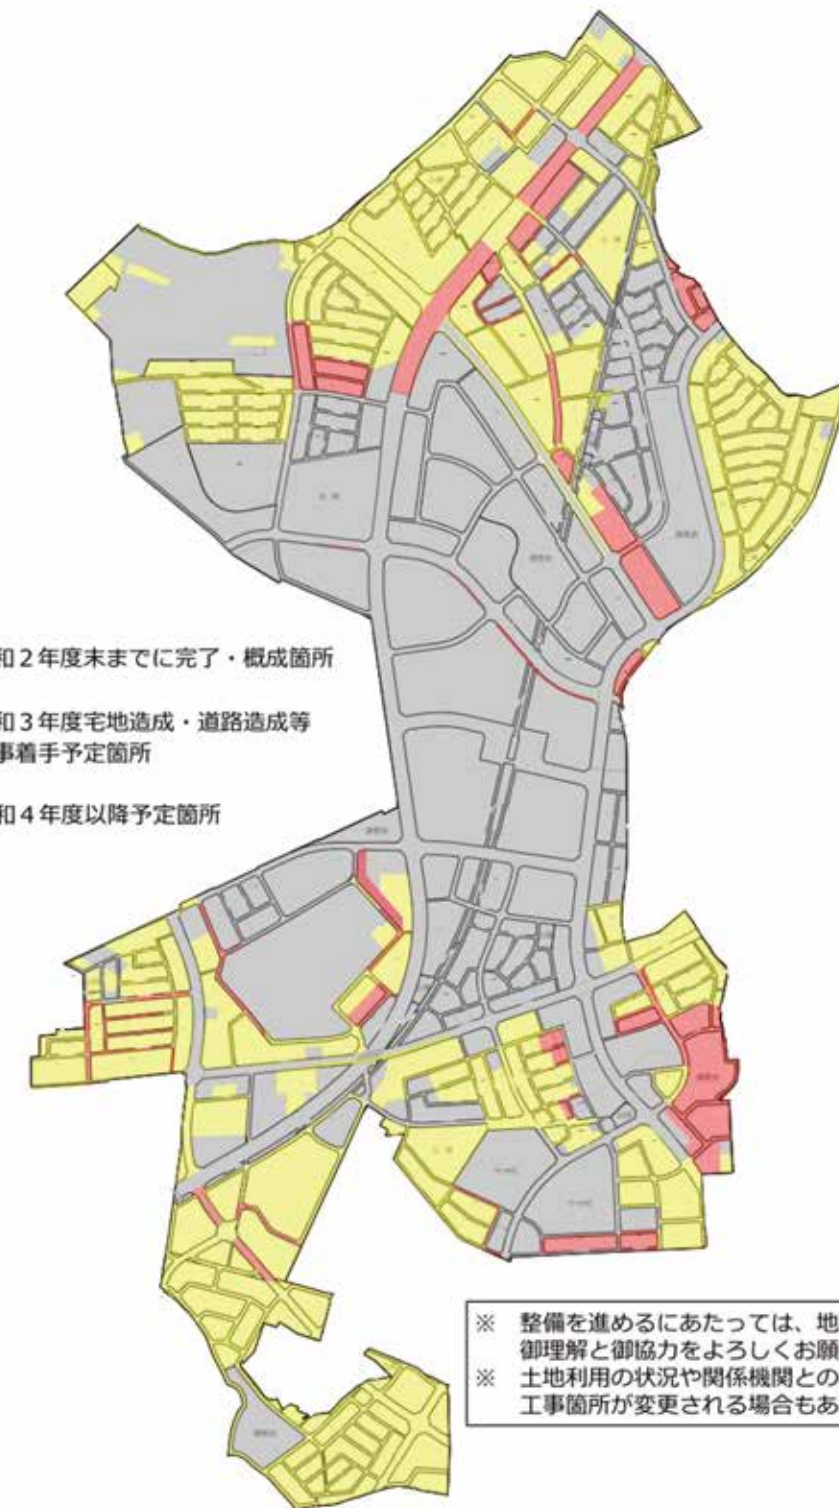 和２年度末までに完了・概成箇所
和３年度宅地造成・道路造成等
事着手予定箇所
和４年度以降予定箇所
※　整備を進めるにあたっては、地
御理解と御協力をよろしくお願
※　土地利用の状況や関係機関との
工事箇所が変更される場合もあ